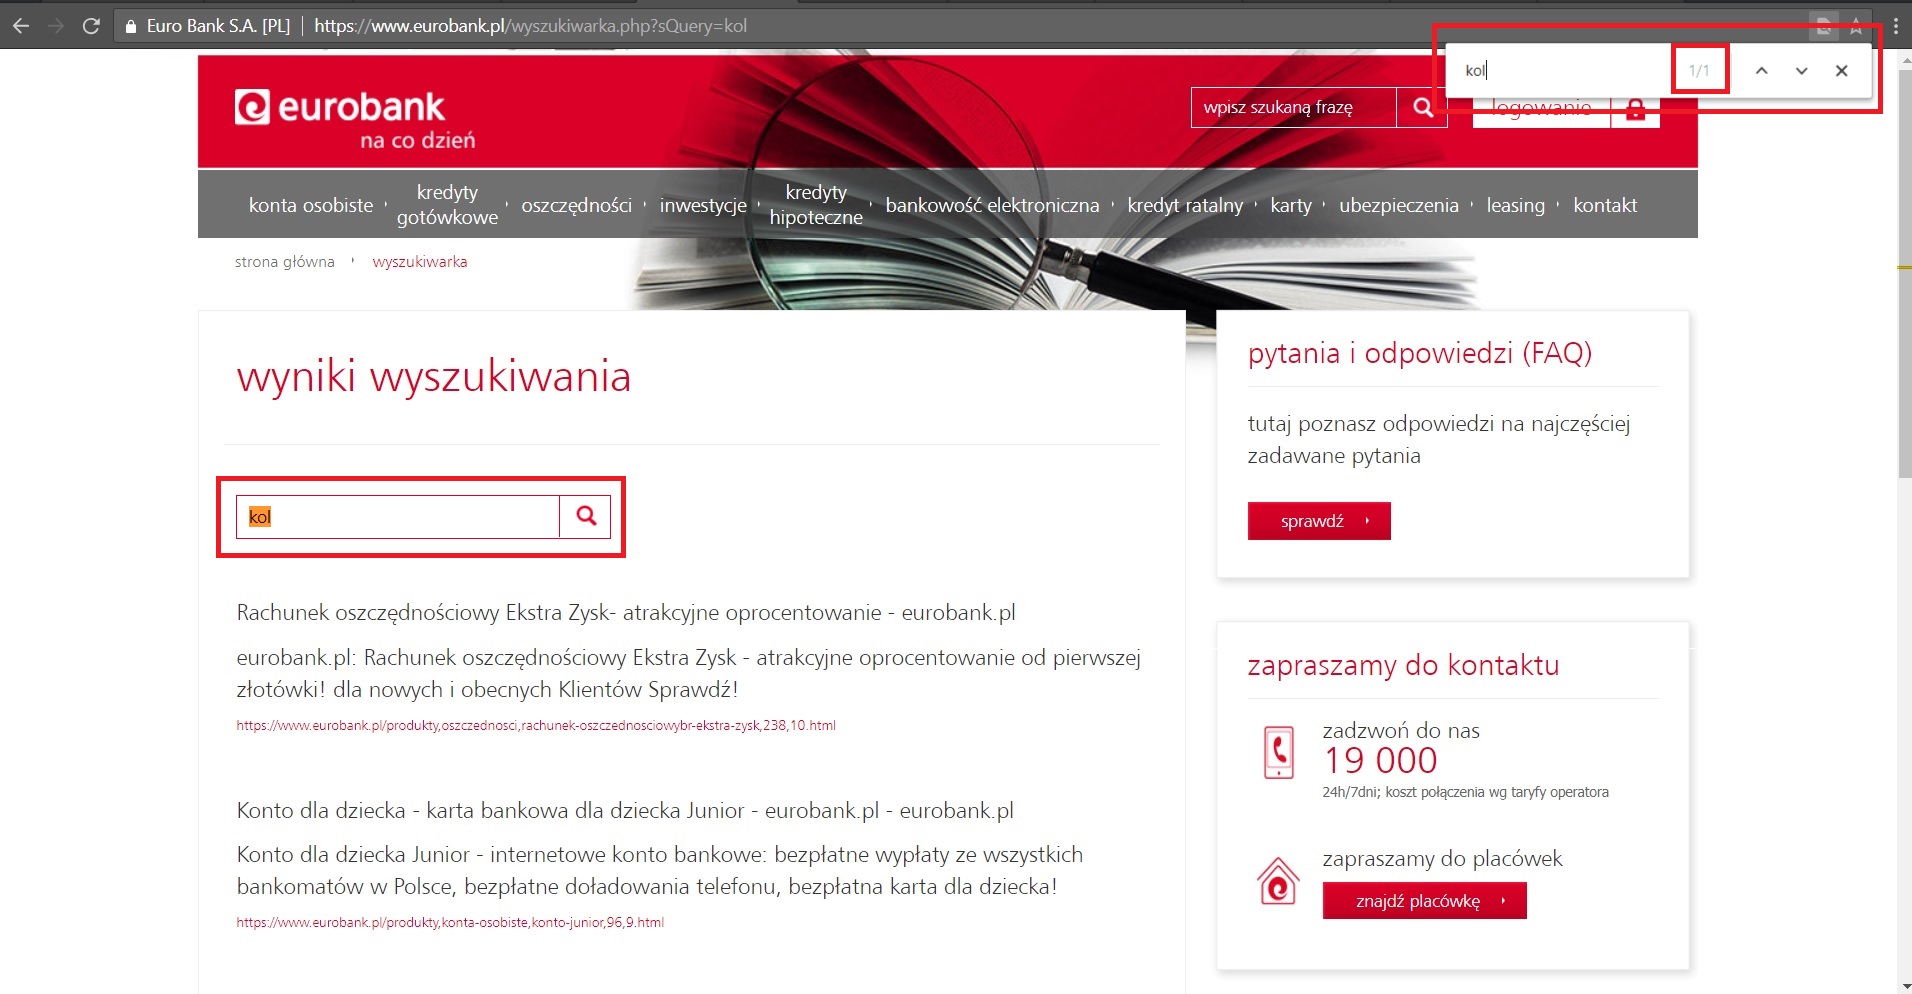 Euro Bank S.A. [PL] https://www.eurobank.pl/wyszukiwarka.php?sQuery=kol
kol 1/1
eurobank
na co dzień
wpisz szukaną frazę
logowanie
konta osobiste
kredyty
gotówkowe
oszczędności
inwestycje
kredyty
hipoteczne
bankowość elektroniczna
kredyt ratalny
karty
ubezpieczenia
leasing
kontakt
strona główna
wyszukiwarka
wyniki wyszukiwania
kol
Rachunek oszczędnościowy Ekstra Zysk- atrakcyjne oprocentowanie - eurobank.pl
eurobank.pl: Rachunek oszczędnościowy Ekstra Zysk - atrakcyjne oprocentowanie od pierwszej
złotówki! dla nowych i obecnych Klientów Sprawdź!
https://www.eurobank.pl/produkty,oszczednosci,rachunek-oszczednosciowybr-ekstra-zysk,238,10.html
Konto dla dziecka - karta bankowa dla dziecka Junior - eurobank.pl - eurobank.pl
Konto dla dziecka Junior - internetowe konto bankowe: bezpłatne wypłaty ze wszystkich
bankomatów w Polsce, bezpłatne doładowania telefonu, bezpłatna karta dla dziecka!
https://www.eurobank.pl/produkty,konta-osobiste,konto-junior,96,9.html
pytania i odpowiedzi (FAQ)
tutaj poznasz odpowiedzi na najczęściej
zadawane pytania
sprawdź
zapraszamy do kontaktu
zadzwoń do nas
19 000
24h/7dni; koszt połączenia wg taryfy operatora
zapraszamy do placówek
znajdź placówkę